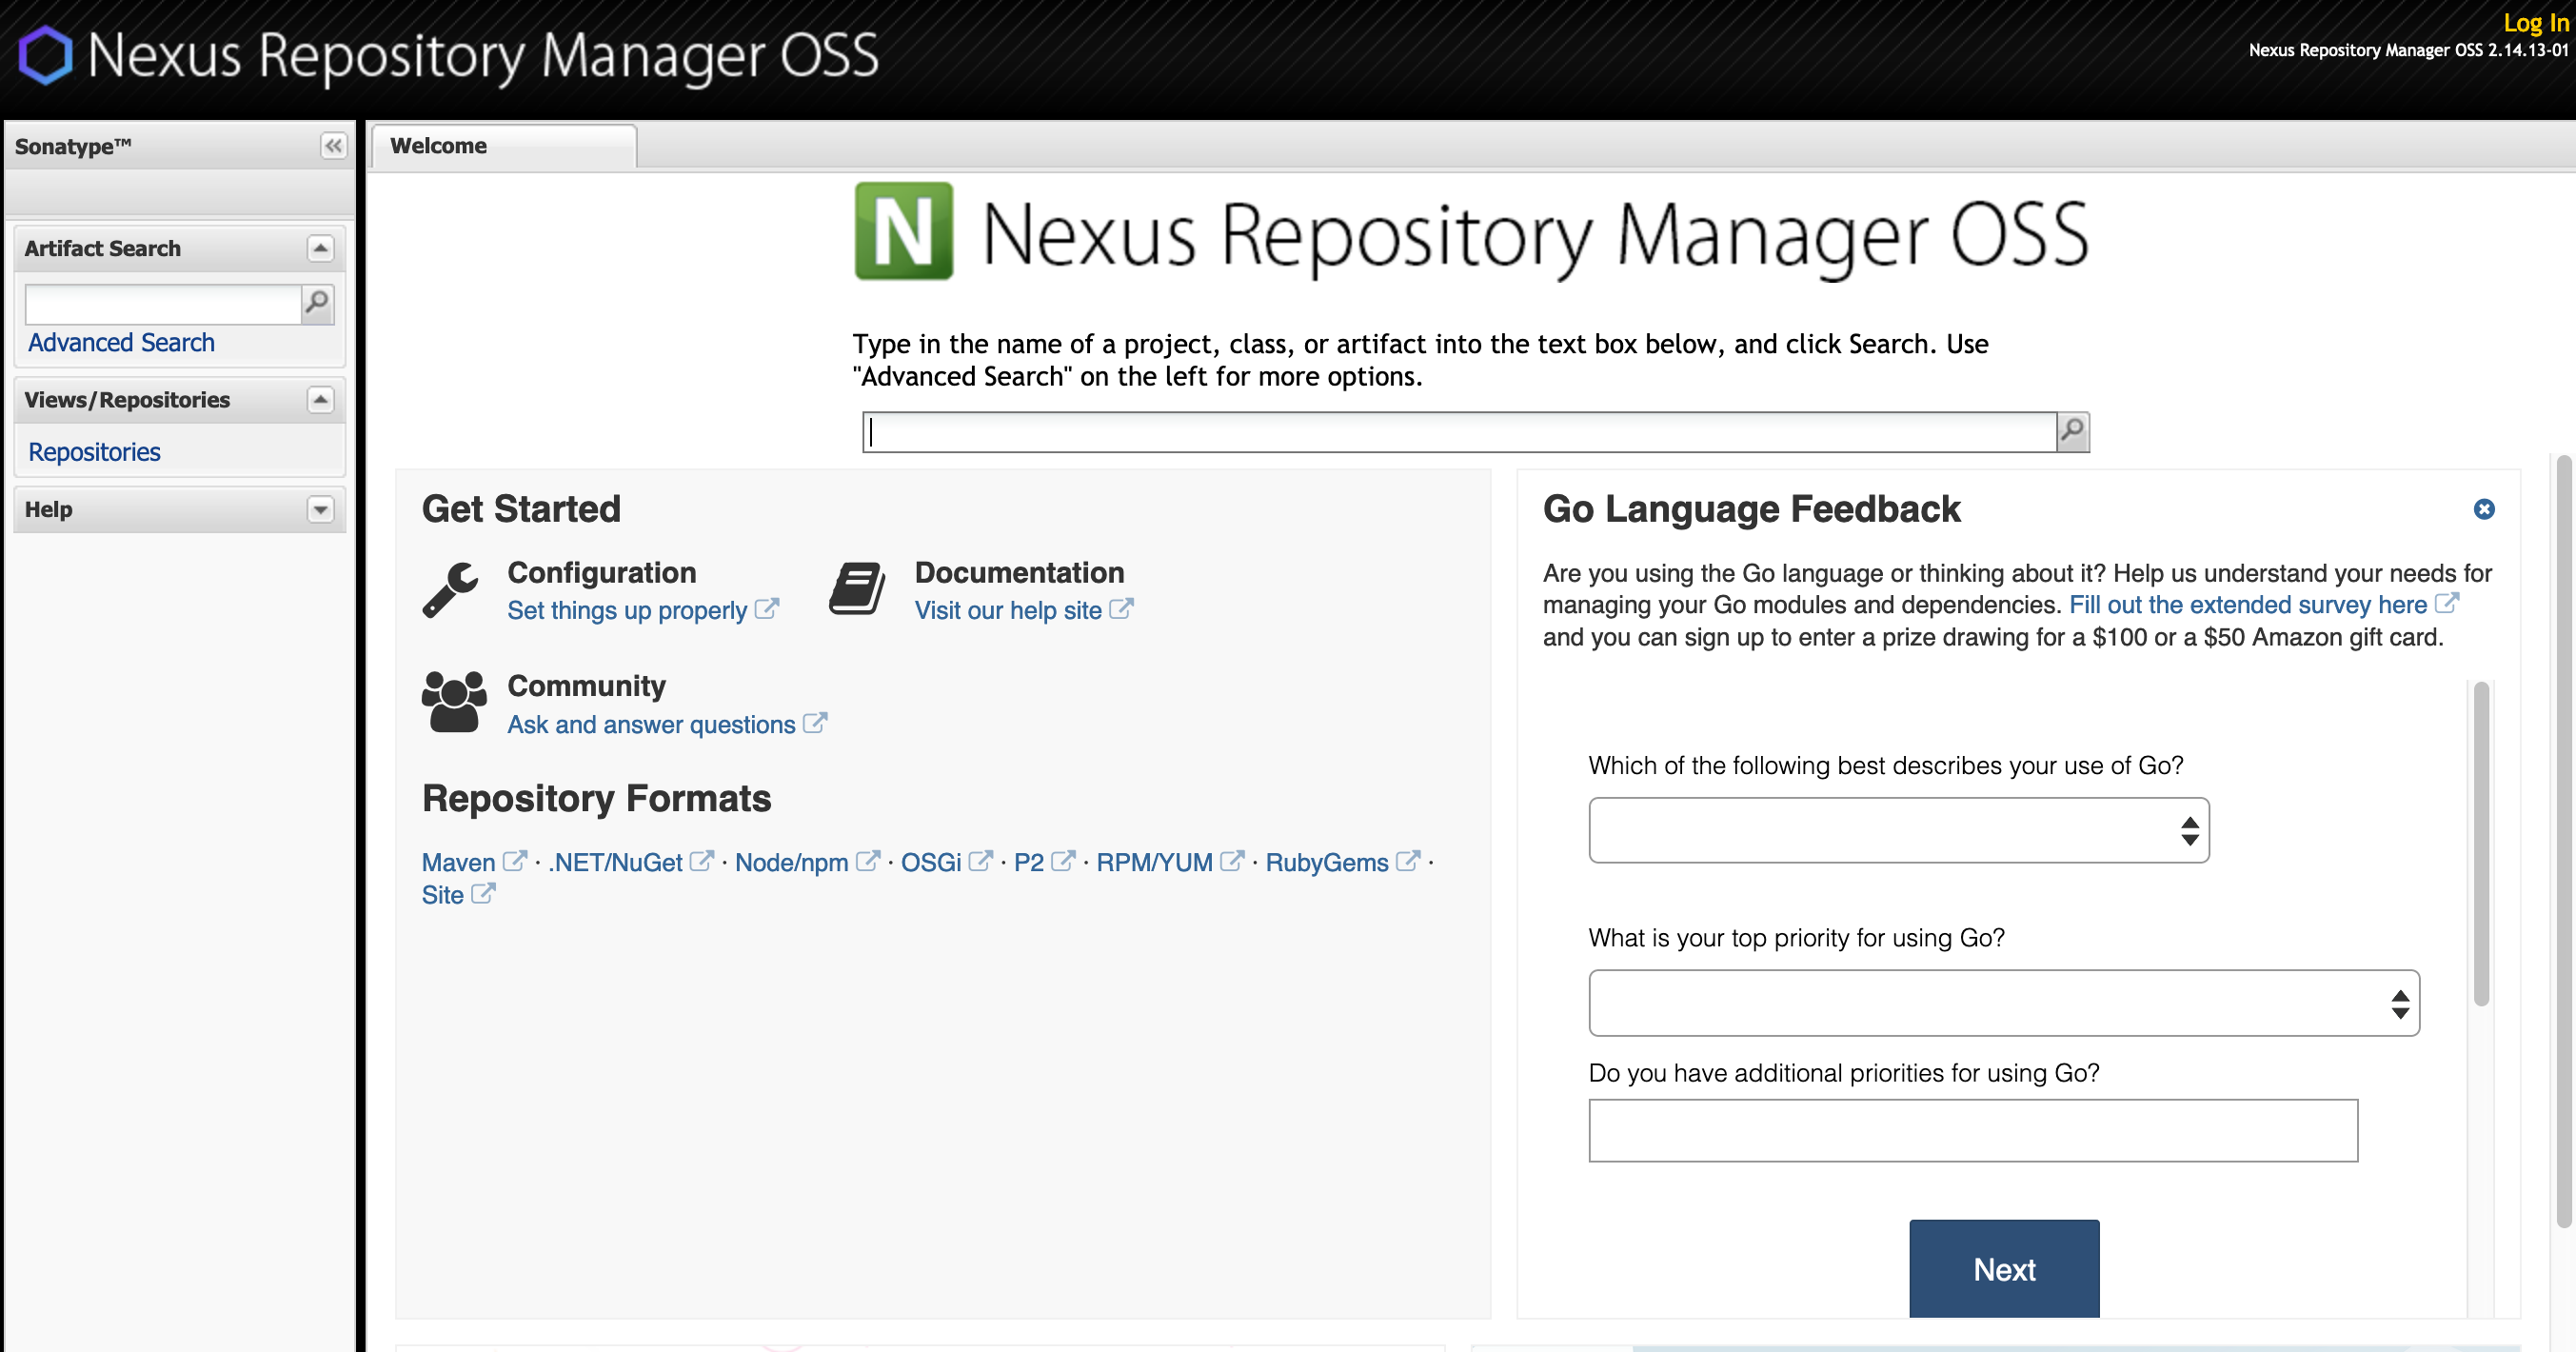 Nexus Repository Manager OSS
Log In
Nexus Repository Manager OSS 2.14.13-01
Sonatype™
Artifact Search
Advanced Search
Views/Repositories
Repositories
Help
Welcome
N Nexus Repository Manager OSS
Type in the name of a project, class, or artifact into the text box below, and click Search. Use
"Advanced Search" on the left for more options.
Get Started
Configuration
Set things up properly
Documentation
Visit our help site
Community
Ask and answer questions
Repository Formats
Maven · .NET/NuGet · Node/npm · OSGi · P2 · RPM/YUM · RubyGems ·
Site
Go Language Feedback
Are you using the Go language or thinking about it? Help us understand your needs for
managing your Go modules and dependencies. Fill out the extended survey here
and you can sign up to enter a prize drawing for a $100 or a $50 Amazon gift card.
Which of the following best describes your use of Go?
What is your top priority for using Go?
Do you have additional priorities for using Go?
Next